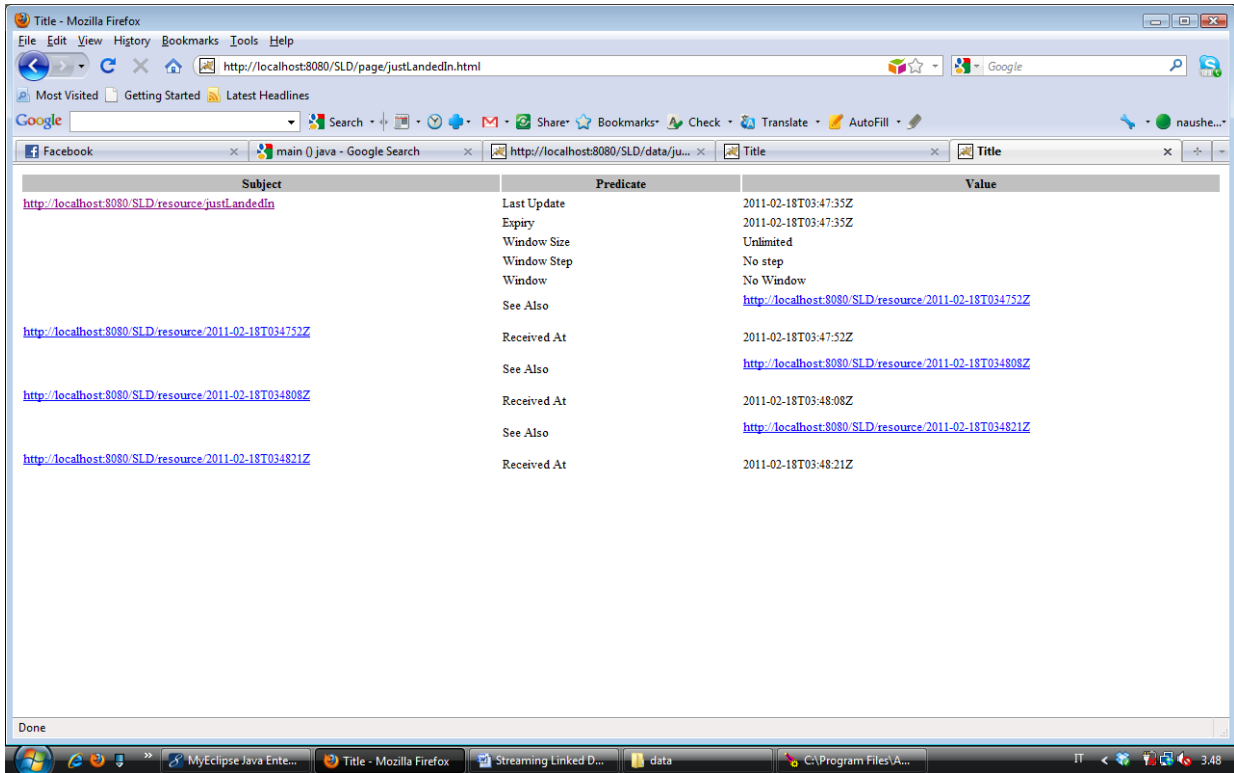 Title - Mozilla Firefox
File Edit View History Bookmarks Tools Help
http://localhost:8080/SLD/page/justLandedIn.html
Google
Most Visited Getting Started Latest Headlines
Google Search Share Bookmarks Check Translate AutoFill naushe...
Facebook main () java - Google Search http://localhost:8080/SLD/data/ju... Title Title
Subject Predicate Value
http://localhost:8080/SLD/resource/justLandedIn Last Update 2011-02-18T03:47:35Z
Expiry 2011-02-18T03:47:35Z
Window Size Unlimited
Window Step No step
Window No Window
See Also http://localhost:8080/SLD/resource/2011-02-18T034752Z
http://localhost:8080/SLD/resource/2011-02-18T034752Z Received At 2011-02-18T03:47:52Z
See Also http://localhost:8080/SLD/resource/2011-02-18T034808Z
http://localhost:8080/SLD/resource/2011-02-18T034808Z Received At 2011-02-18T03:48:08Z
See Also http://localhost:8080/SLD/resource/2011-02-18T034821Z
http://localhost:8080/SLD/resource/2011-02-18T034821Z Received At 2011-02-18T03:48:21Z
Done
MyEclipse Java Ente... Title - Mozilla Firefox Streaming Linked D... data C:\Program Files\A... IT 3.48